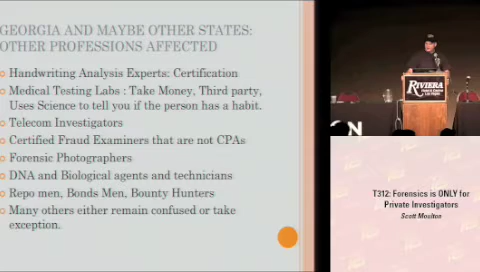 GEORGIA AND MAYBE OTHER STATES:
OTHER PROFESSIONS AFFECTED
Handwriting Analysis Experts: Certification
Medical Testing Labs : Take Money, Third party,
Uses Science to tell you if the person has a habit.
Telecom Investigators
Certified Fraud Examiners that are not CPAs
Forensic Photographers
DNA and Biological agents and technicians
Repo men, Bonds Men, Bounty Hunters
Many others either remain confused or take
exception.
RIVIERA
ON
T312: Forensics is ONLY for
Private Investigators
Scott Moulton